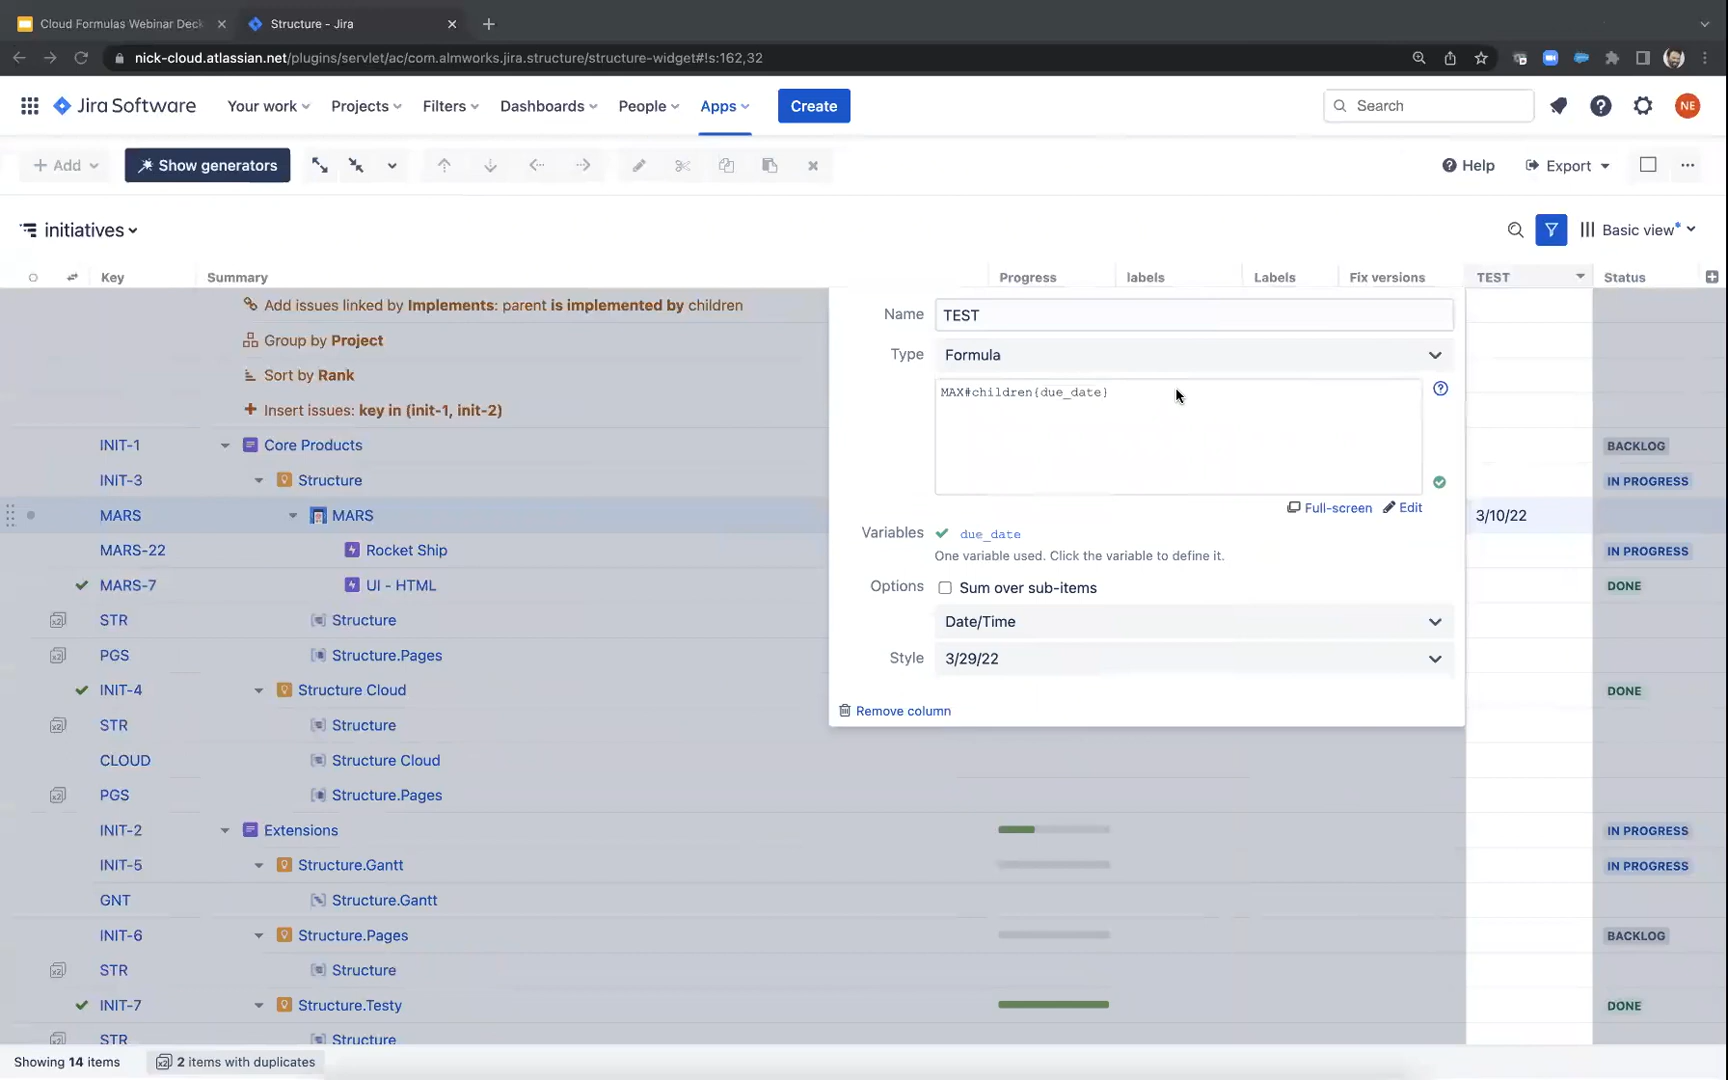 Cloud Formulas Webinar Deck
Structure - Jira
nick-cloud.atlassian.net/plugins/servlet/ac/com.almworks.jira.structure/structure-widget#!s:162,32
Jira Software
Your work
Projects
Filters
Dashboards
People
Apps
Create
Search
NE
+ Add
Show generators
Help
Export
initiatives
Basic view*
Key
Summary
Progress
labels
Labels
Fix versions
TEST
Status
Add issues linked by Implements: parent is implemented by children
Group by Project
Sort by Rank
Insert issues: key in (init-1, init-2)
Name
TEST
Type
Formula
MAX#children{due_date}
Full-screen
Edit
Variables
due_date
One variable used. Click the variable to define it.
Options
Sum over sub-items
Date/Time
Style
3/29/22
Remove column
INIT-1
Core Products
BACKLOG
INIT-3
Structure
IN PROGRESS
MARS
MARS
3/10/22
MARS-22
Rocket Ship
IN PROGRESS
MARS-7
UI - HTML
DONE
x2
STR
Structure
x2
PGS
Structure.Pages
INIT-4
Structure Cloud
DONE
x2
STR
Structure
CLOUD
Structure Cloud
x2
PGS
Structure.Pages
INIT-2
Extensions
IN PROGRESS
INIT-5
Structure.Gantt
IN PROGRESS
GNT
Structure.Gantt
INIT-6
Structure.Pages
BACKLOG
x2
STR
Structure
INIT-7
Structure.Testy
DONE
STR
Structure
Showing 14 items
x2
2 items with duplicates